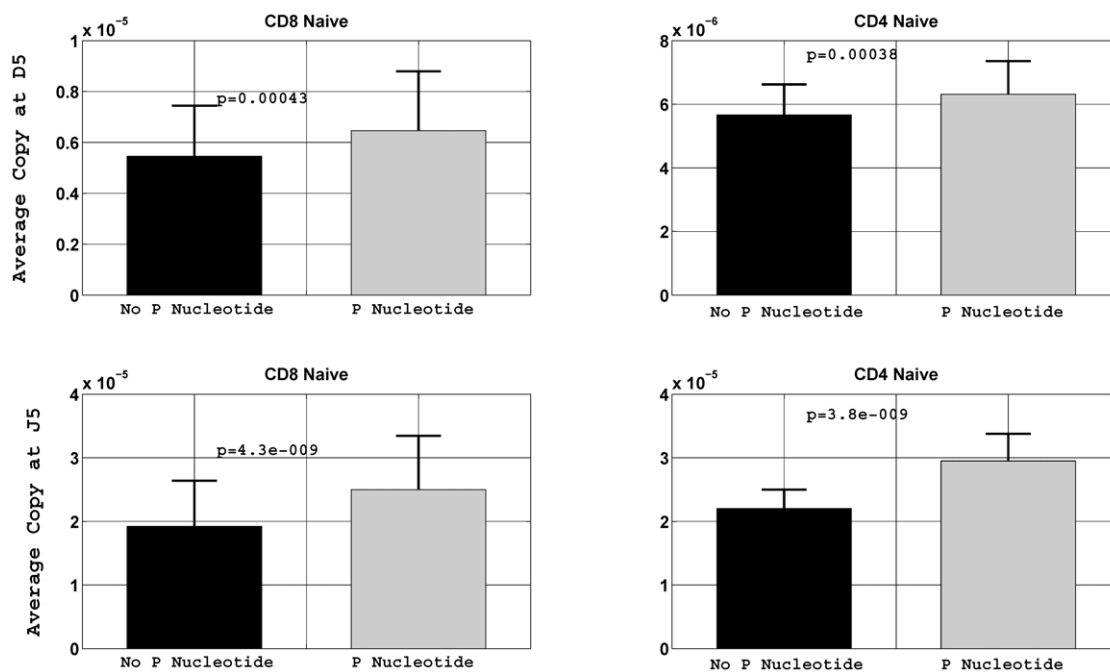 CD8 Naive
x 10⁻⁵
1
0.8
0.6
0.4
0.2
0
p=0.00043
Average Copy at D5
No P Nucleotide
P Nucleotide
CD4 Naive
x 10⁻⁶
8
6
4
2
0
p=0.00038
No P Nucleotide
P Nucleotide
CD8 Naive
x 10⁻⁵
4
3
2
1
0
p=4.3e-009
Average Copy at J5
No P Nucleotide
P Nucleotide
CD4 Naive
x 10⁻⁵
4
3
2
1
0
p=3.8e-009
No P Nucleotide
P Nucleotide